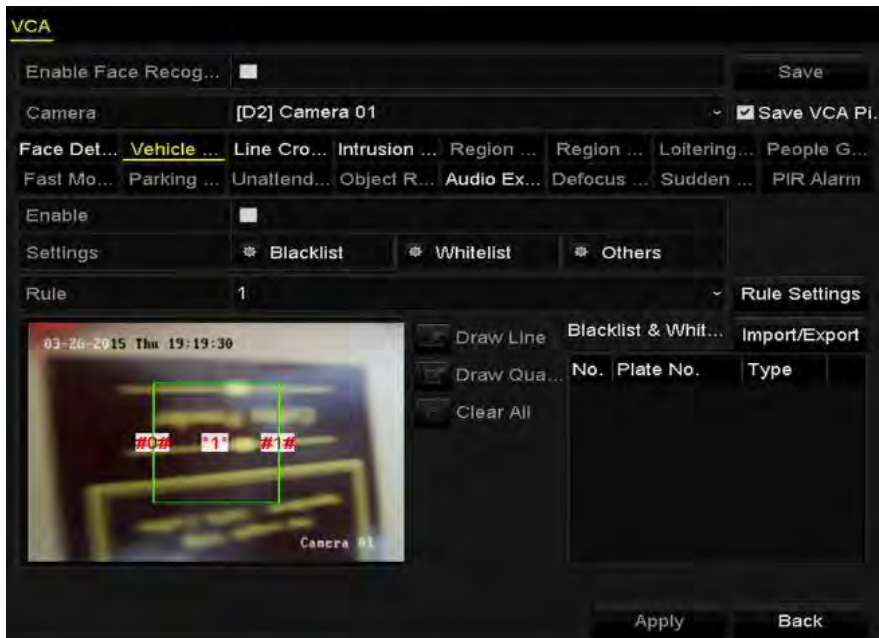 VCA
Enable Face Recog... Save
Camera [D2] Camera 01 Save VCA Pi.
Face Det... Vehicle ... Line Cro... Intrusion ... Region ... Region ... Loitering... People G...
Fast Mo... Parking ... Unattend... Object R... Audio Ex... Defocus ... Sudden ... PIR Alarm
Enable
Settings Blacklist Whitelist Others
Rule 1 Rule Settings
03-26-2015 Thu 19:19:30 Draw Line Blacklist & Whit... Import/Export
Draw Qua... No. Plate No. Type
Clear All
#0# *1* #1#
Camera 01
Apply Back